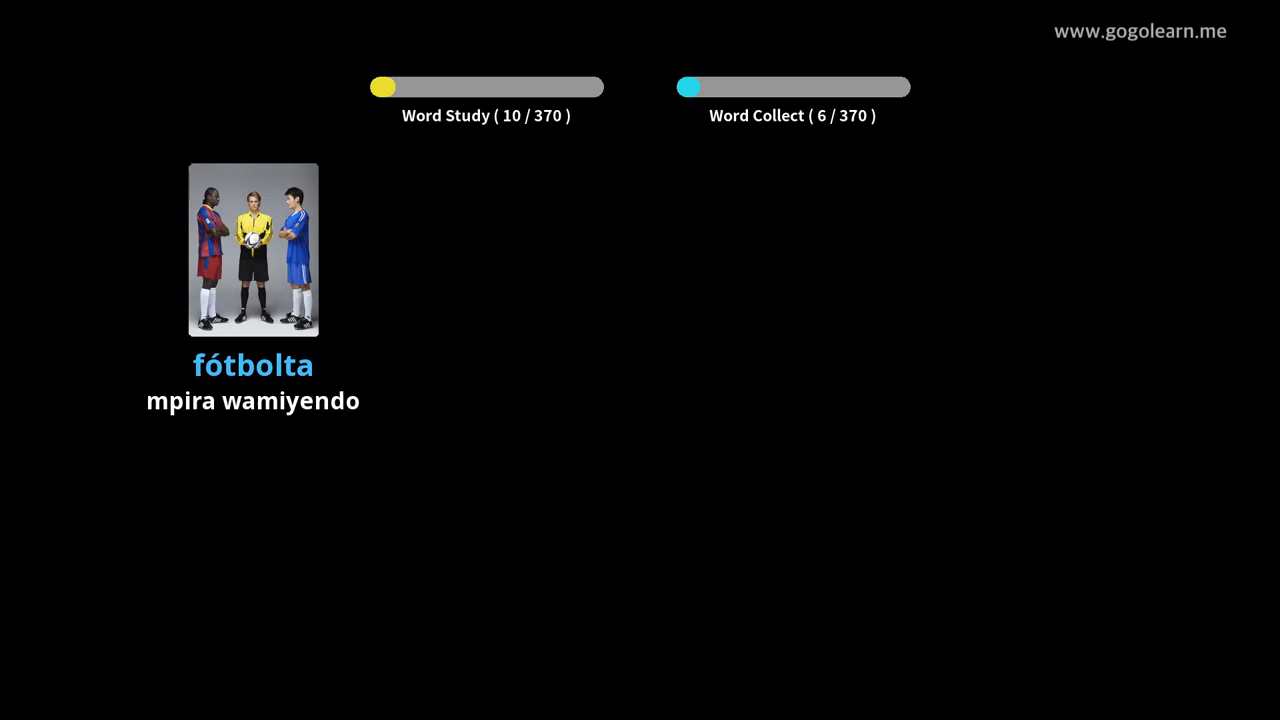 www.gogolearn.me
Word Study ( 10 / 370 )
Word Collect ( 6 / 370 )
fótbolta
mpira wamiyendo